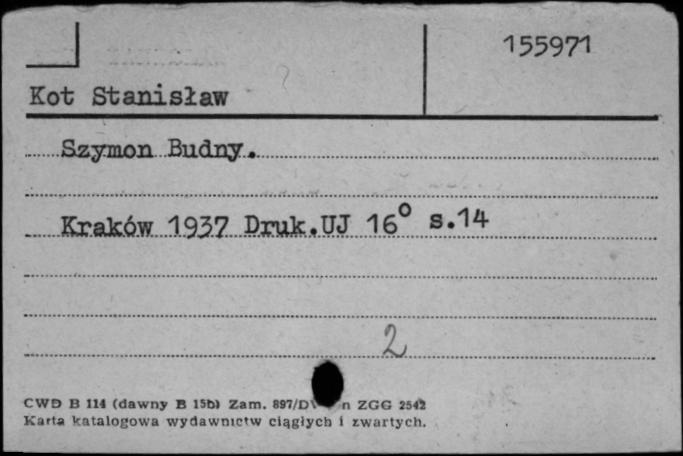 155971
Kot Stanisław
Szymon Budny.
Kraków 1937 Druk.UJ 16° s.14
2
CWD B 114 (dawny B 15b) Zam. 897/D n ZGG 2542
Karta katalogowa wydawnictw ciągłych i zwartych.